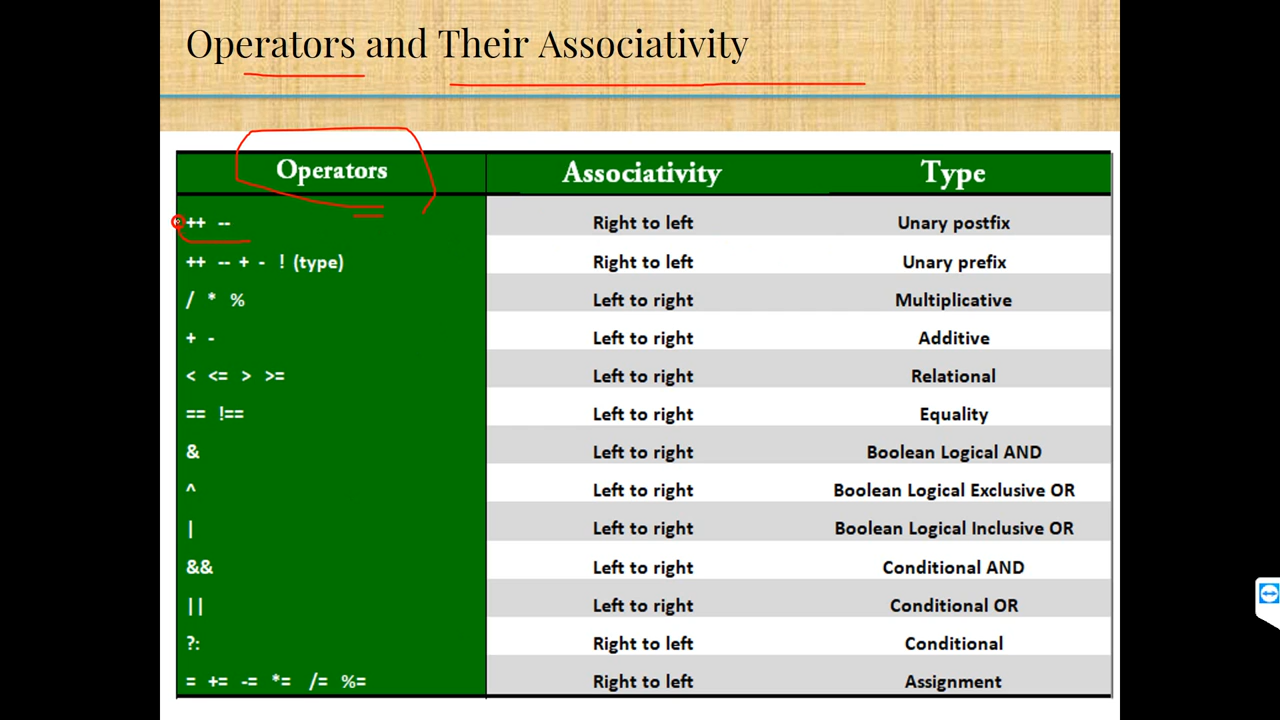 Operators and Their Associativity
Operators Associativity Type
++ -- Right to left Unary postfix
++ -- + - ! (type) Right to left Unary prefix
/ * % Left to right Multiplicative
+ - Left to right Additive
< <= > >= Left to right Relational
== !== Left to right Equality
& Left to right Boolean Logical AND
^ Left to right Boolean Logical Exclusive OR
| Left to right Boolean Logical Inclusive OR
&& Left to right Conditional AND
|| Left to right Conditional OR
?: Right to left Conditional
= += -= *= /= %= Right to left Assignment